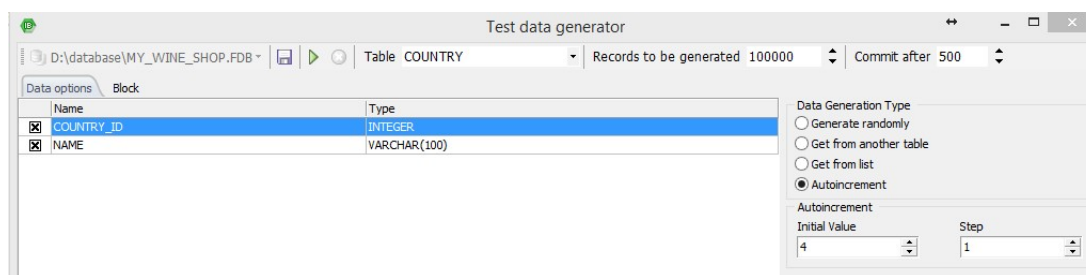 Test data generator
D:\database\MY_WINE_SHOP.FDB Table COUNTRY Records to be generated 100000 Commit after 500
Data options Block
Name Type
COUNTRY_ID INTEGER
NAME VARCHAR(100)
Data Generation Type
Generate randomly
Get from another table
Get from list
Autoincrement
Autoincrement
Initial Value Step
4 1